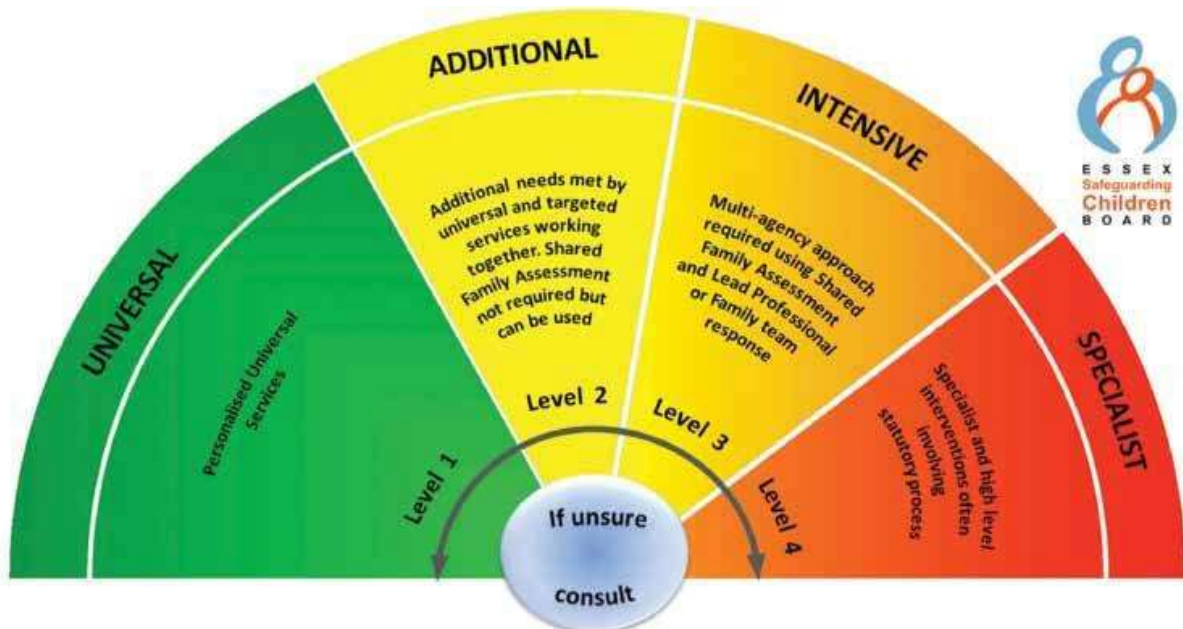 UNIVERSAL
Personalised Universal
Services
Level 1
ADDITIONAL
Additional needs met by
universal and targeted
services working
together. Shared
Family Assessment
not required but
can be used
Level 2
INTENSIVE
Multi-agency approach
required using Shared
Family Assessment
and Lead Professional
or Family team
response
Level 3
SPECIALIST
Specialist and high level
interventions often
involving
statutory process
Level 4
If unsure
consult
ESSEX
Safeguarding
Children
BOARD